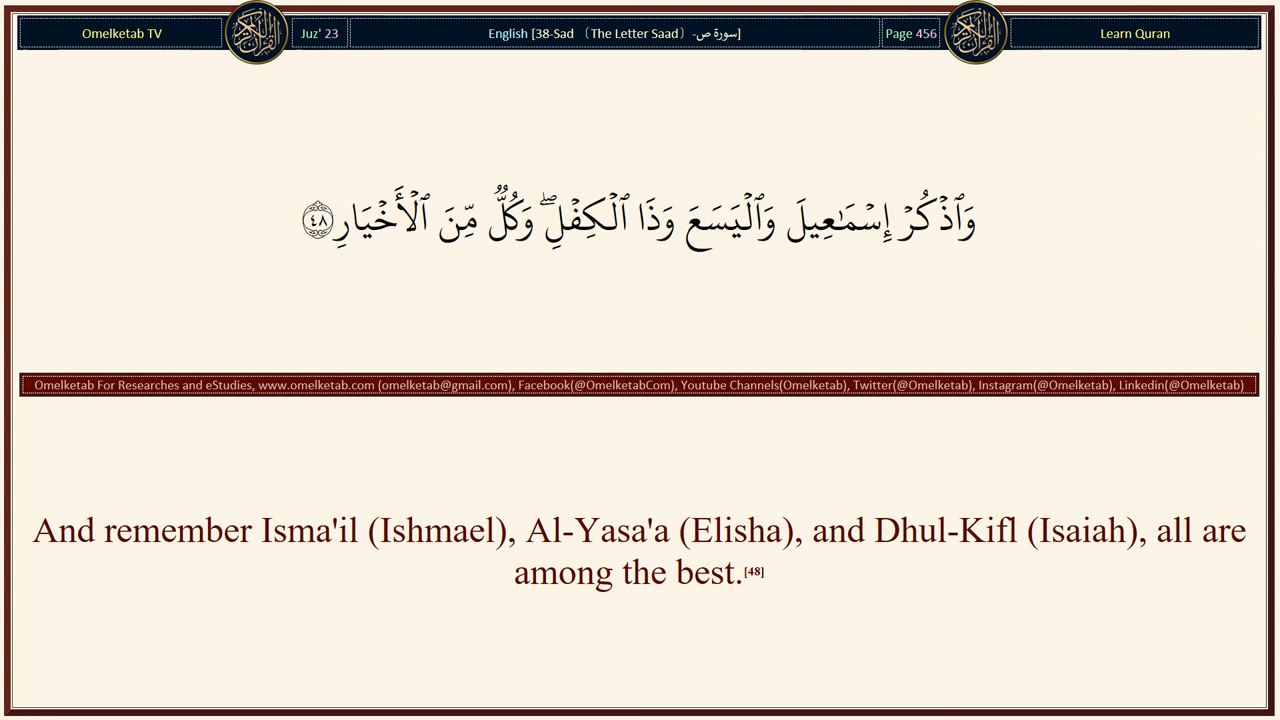 Omelketab TV
Juz' 23
English [38-Sad （The Letter Saad） -سورة ص]
Page 456
Learn Quran
وَٱذۡكُرۡ إِسۡمَٰعِيلَ وَٱلۡيَسَعَ وَذَا ٱلۡكِفۡلِۖ وَكُلّٞ مِّنَ ٱلۡأَخۡيَارِ ٤٨
Omelketab For Researches and eStudies, www.omelketab.com (omelketab@gmail.com), Facebook(@OmelketabCom), Youtube Channels(Omelketab), Twitter(@Omelketab), Instagram(@Omelketab), Linkedin(@Omelketab)
And remember Isma'il (Ishmael), Al-Yasa'a (Elisha), and Dhul-Kifl (Isaiah), all are
among the best.[48]